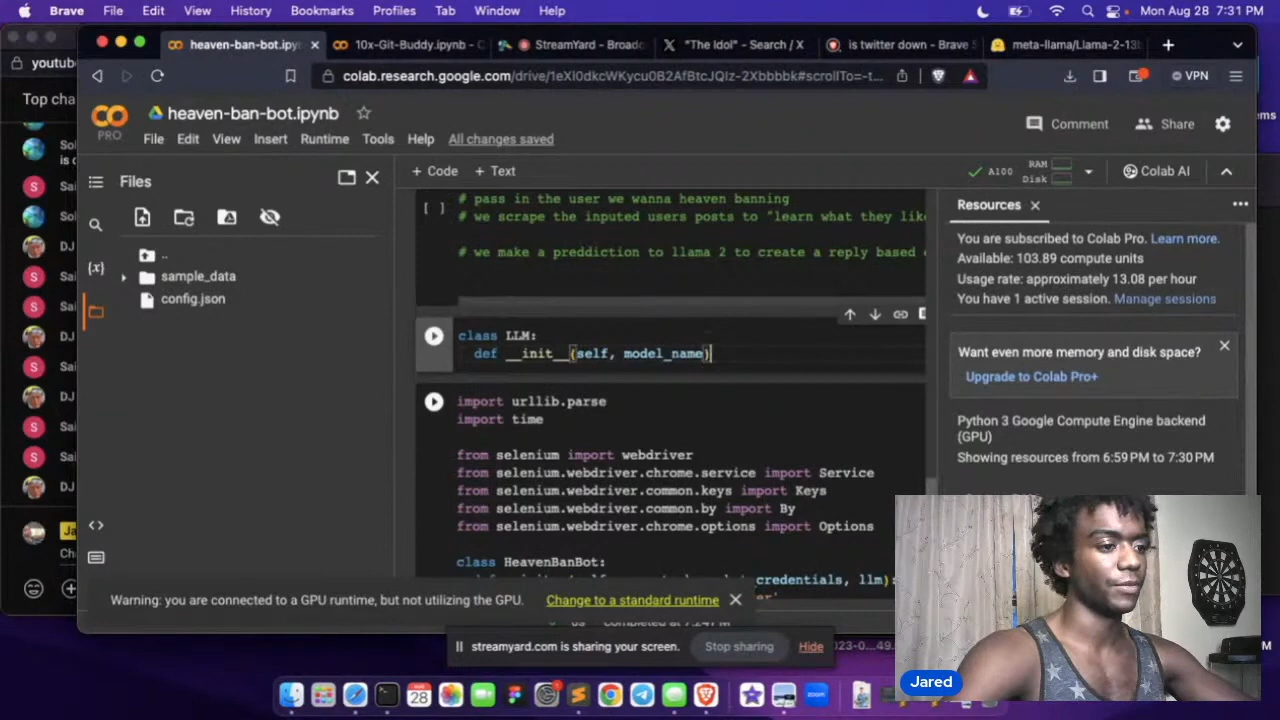 Brave File Edit View History Bookmarks Profiles Tab Window Help Mon Aug 28 7:31 PM
heaven-ban-bot.ipyn 10x-Git-Buddy.ipynb - C StreamYard - Broad "The Idol" - Search / X is twitter down - Brave S meta-llama/Llama-2-13
youtub
colab.research.google.com/drive/
VPN
Top cha
heaven-ban-bot.ipynb
PRO
File Edit View Insert Runtime Tools Help All changes saved
Comment Share
Files
+ Code + Text
A100 RAM Disk Colab AI
..
sample_data
config.json
{x}
[ ]
# pass in the user we wanna heaven banning
# we scrape the inputed users posts to "learn what they lik
# we make a preddiction to llama 2 to create a reply based
class LLM:
def __init__(self, model_name)
import urllib.parse
import time
from selenium import webdriver
from selenium.webdriver.chrome.service import Service
from selenium.webdriver.common.keys import Keys
from selenium.webdriver.common.by import By
from selenium.webdriver.chrome.options import Options
class HeavenBanBot:
credentials, llm):
Resources
You are subscribed to Colab Pro. Learn more.
Available: 103.89 compute units
Usage rate: approximately 13.08 per hour
You have 1 active session. Manage sessions
Want even more memory and disk space?
Upgrade to Colab Pro+
Python 3 Google Compute Engine backend
(GPU)
Showing resources from 6:59 PM to 7:30 PM
Warning: you are connected to a GPU runtime, but not utilizing the GPU. Change to a standard runtime
streamyard.com is sharing your screen. Stop sharing Hide
Jared